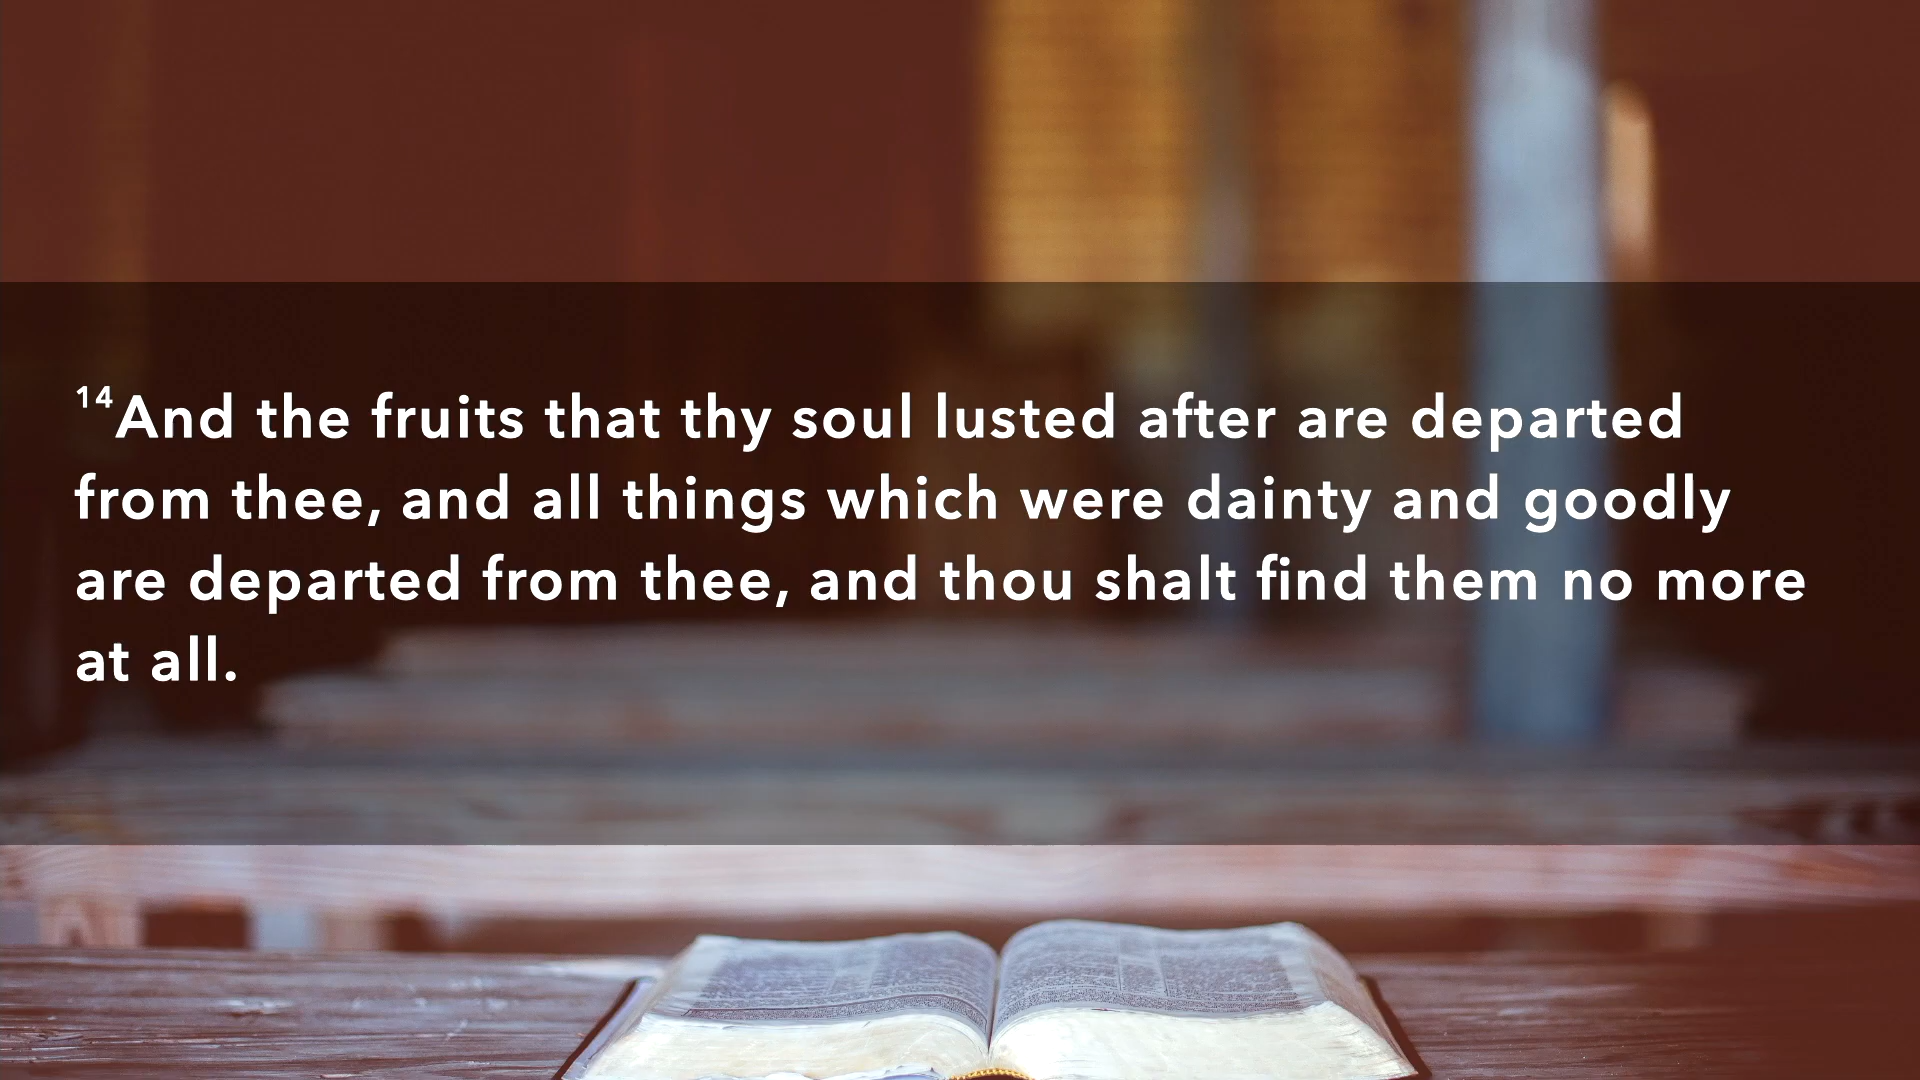 14And the fruits that thy soul lusted after are departed
from thee, and all things which were dainty and goodly
are departed from thee, and thou shalt find them no more
at all.